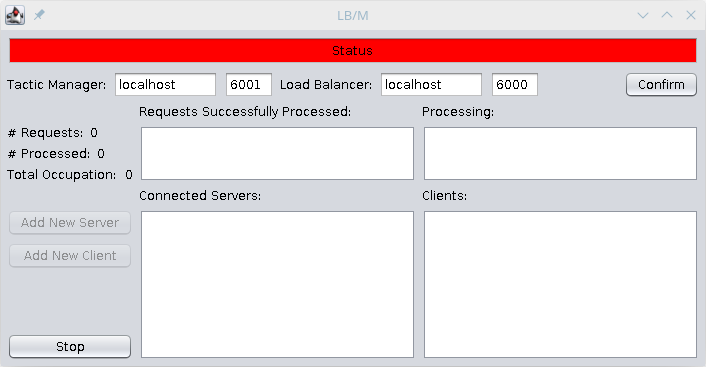 LB/M
Status
Tactic Manager: localhost 6001 Load Balancer: localhost 6000 Confirm
Requests Successfully Processed: Processing:
# Requests: 0
# Processed: 0
Total Occupation: 0
Connected Servers: Clients:
Add New Server
Add New Client
Stop